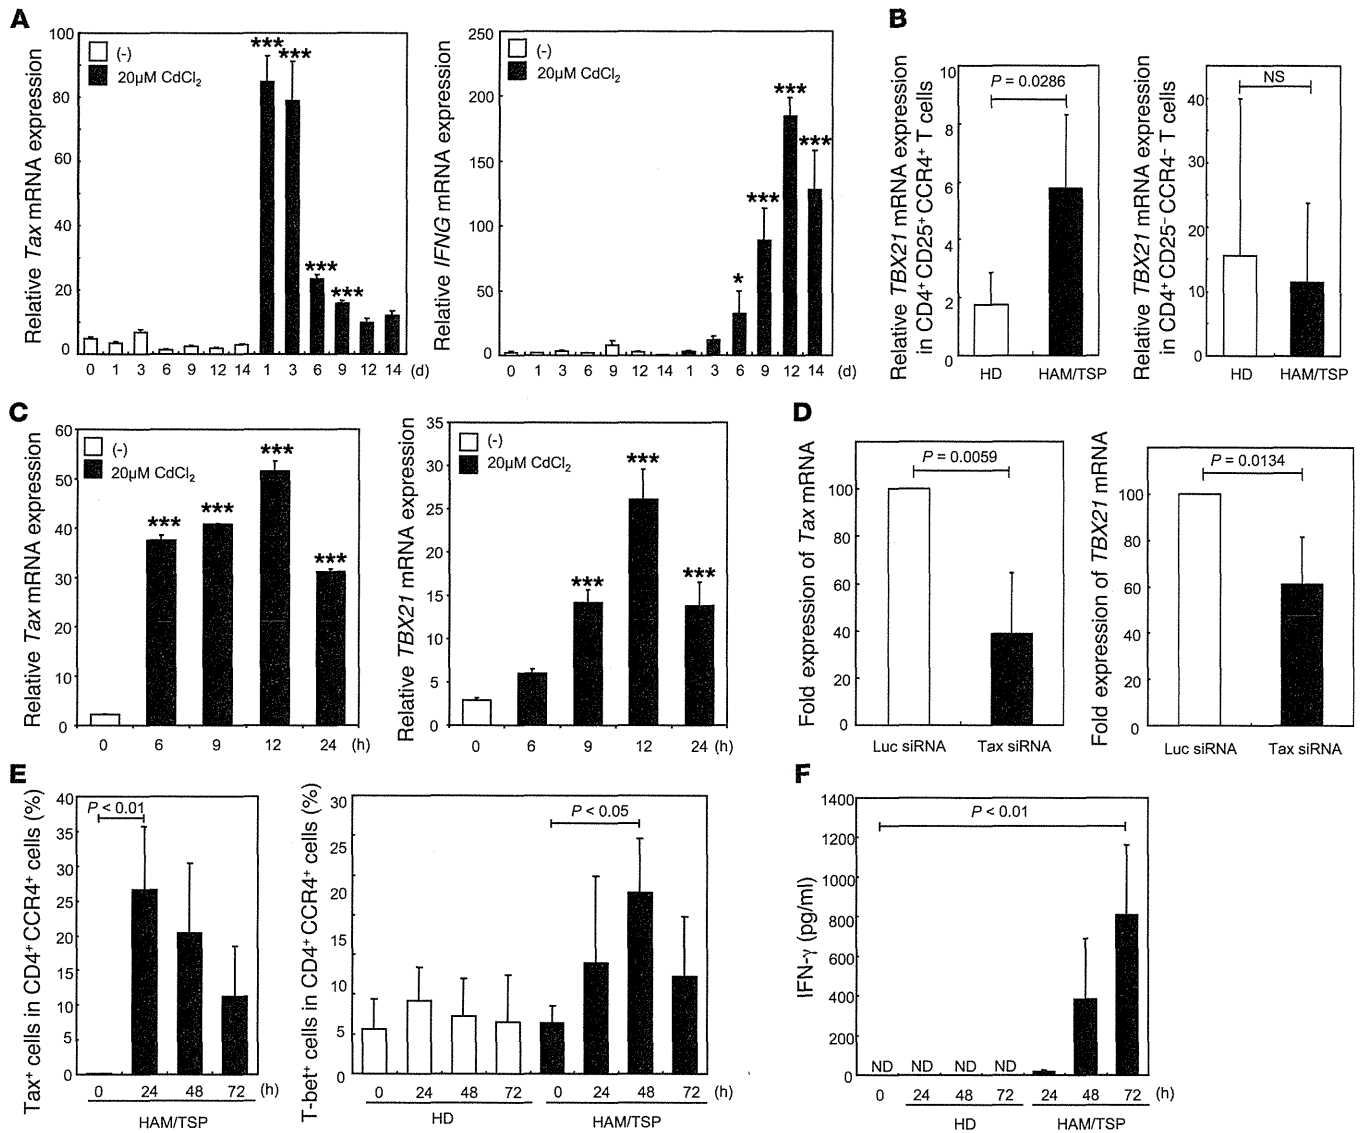 A
Relative Tax mRNA expression
100
80
60
40
20
0
(-)
20µM CdCl₂
***
***
***
***
0 1 3 6 9 12 14 1 3 6 9 12 14 (d)
Relative IFNG mRNA expression
250
200
150
100
50
0
(-)
20µM CdCl₂
*
***
***
***
0 1 3 6 9 12 14 1 3 6 9 12 14 (d)
B
Relative TBX21 mRNA expression
in CD4⁺ CD25⁺ CCR4⁺ T cells
10
8
6
4
2
0
P = 0.0286
HD HAM/TSP
Relative TBX21 mRNA expression
in CD4⁺ CD25⁻ CCR4⁻ T cells
40
30
20
10
0
NS
HD HAM/TSP
C
Relative Tax mRNA expression
60
50
40
30
20
10
0
(-)
20µM CdCl₂
***
***
***
***
0 6 9 12 24 (h)
Relative TBX21 mRNA expression
35
30
25
20
15
10
5
0
(-)
20µM CdCl₂
***
***
***
0 6 9 12 24 (h)
D
Fold expression of Tax mRNA
100
80
60
40
20
0
P = 0.0059
Luc siRNA Tax siRNA
Fold expression of TBX21 mRNA
100
80
60
40
20
0
P = 0.0134
Luc siRNA Tax siRNA
E
Tax⁺ cells in CD4⁺ CCR4⁺ cells (%)
40
35
30
25
20
15
10
5
0
P < 0.01
0 24 48 72 (h)
HAM/TSP
T-bet⁺ cells in CD4⁺ CCR4⁺ cells (%)
30
25
20
15
10
5
0
P < 0.05
0 24 48 72 0 24 48 72 (h)
HD HAM/TSP
F
IFN-γ (pg/ml)
1400
1200
1000
800
600
400
200
0
P < 0.01
ND ND ND ND
0 24 48 72 24 48 72 (h)
HD HAM/TSP